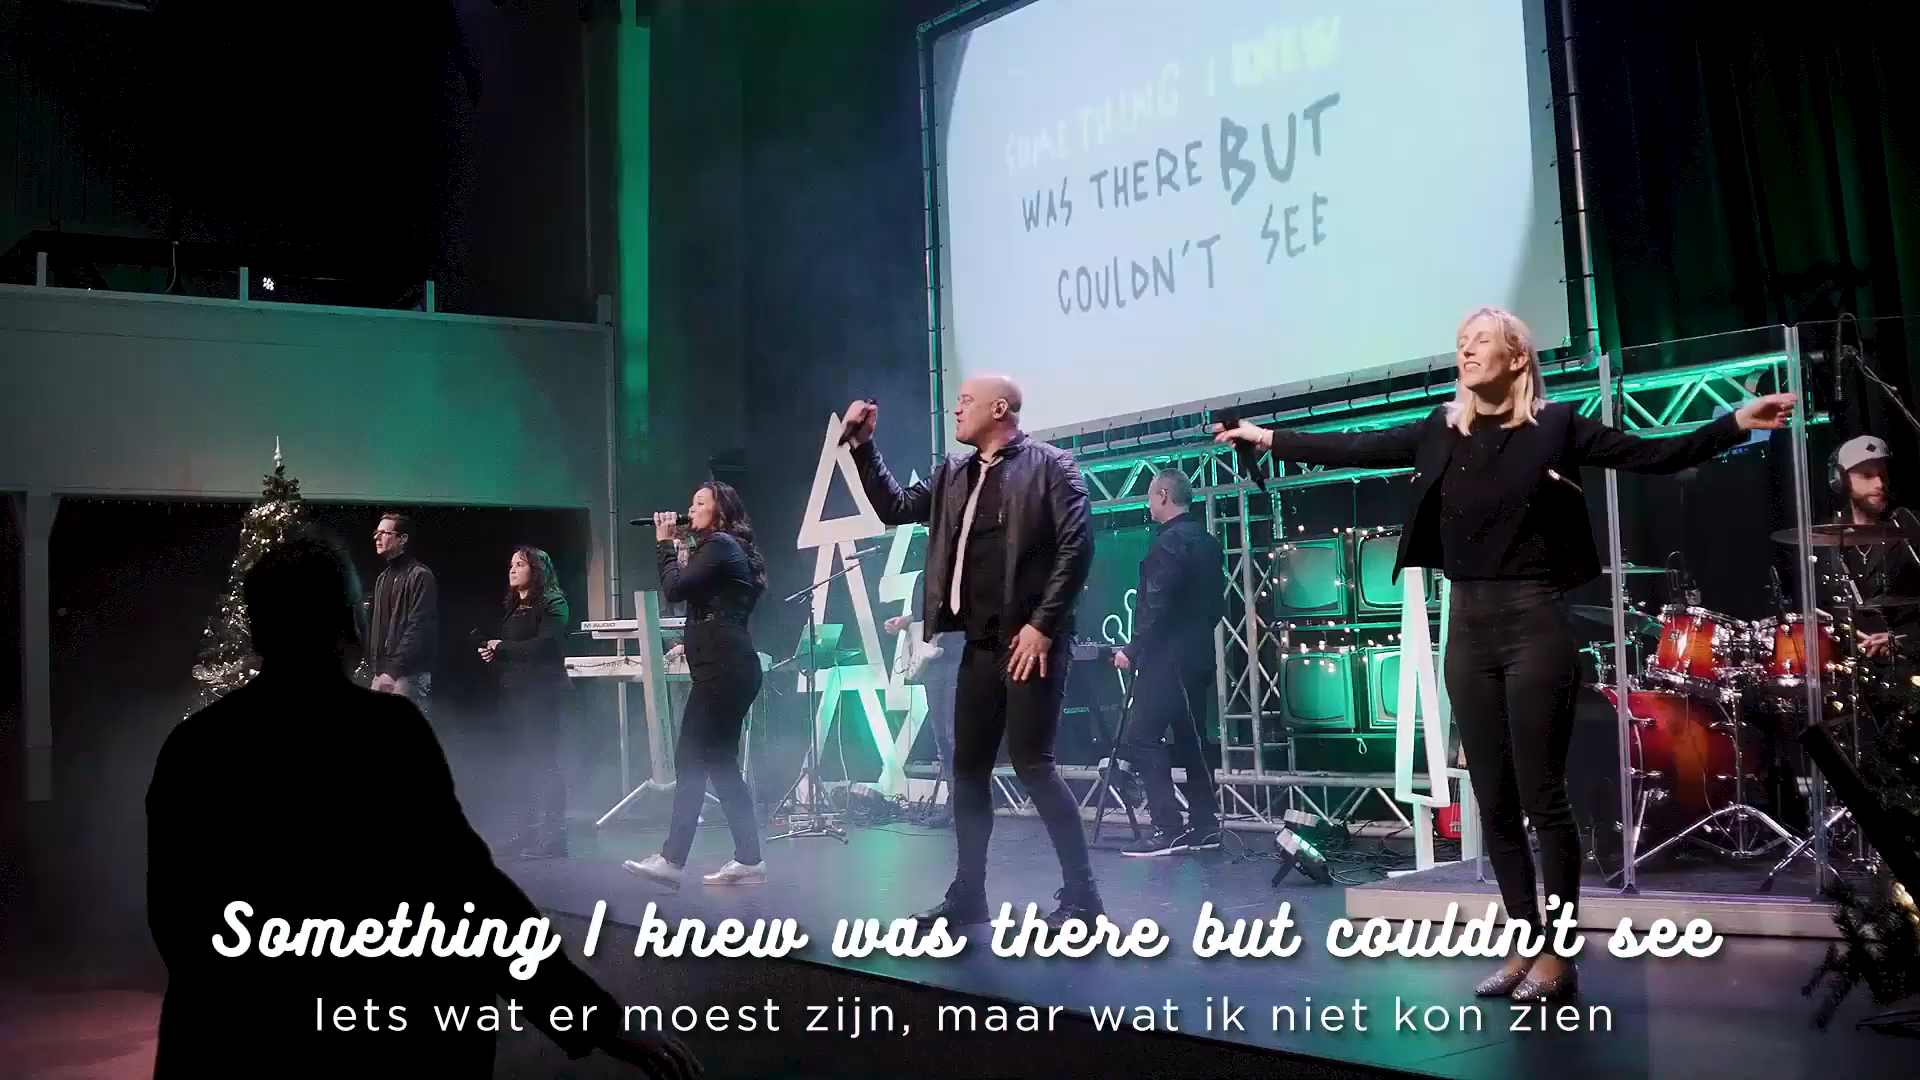 SOMETHING I KNEW
WAS THERE BUT
COULDN'T SEE
M-AUDIO
Something I knew was there but couldn't see
Iets wat er moest zijn, maar wat ik niet kon zien